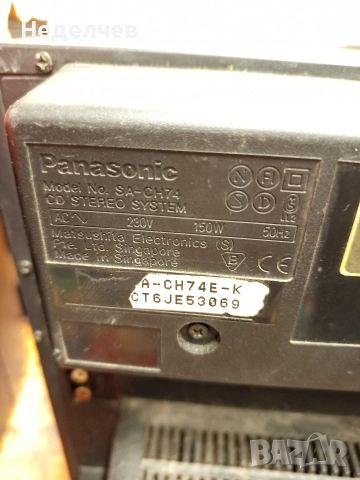 Неделчев
Panasonic
Model No. SA-CH74
CD STEREO SYSTEM
AC 230V 150W 50Hz
Matsushita Electronics (S)
Pte. Ltd. Singapore
Made in Singapore
N
S D
B CE
A-CH74E-K
CT6JE53069
BAZAR